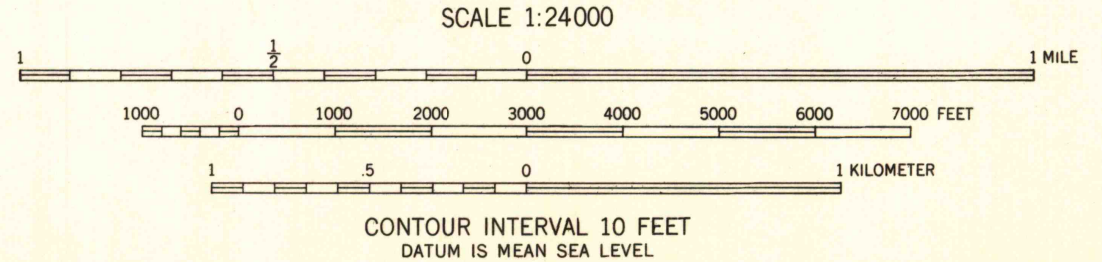 SCALE 1:24000
1 1/2 0 1 MILE
1000 0 1000 2000 3000 4000 5000 6000 7000 FEET
1 .5 0 1 KILOMETER
CONTOUR INTERVAL 10 FEET
DATUM IS MEAN SEA LEVEL